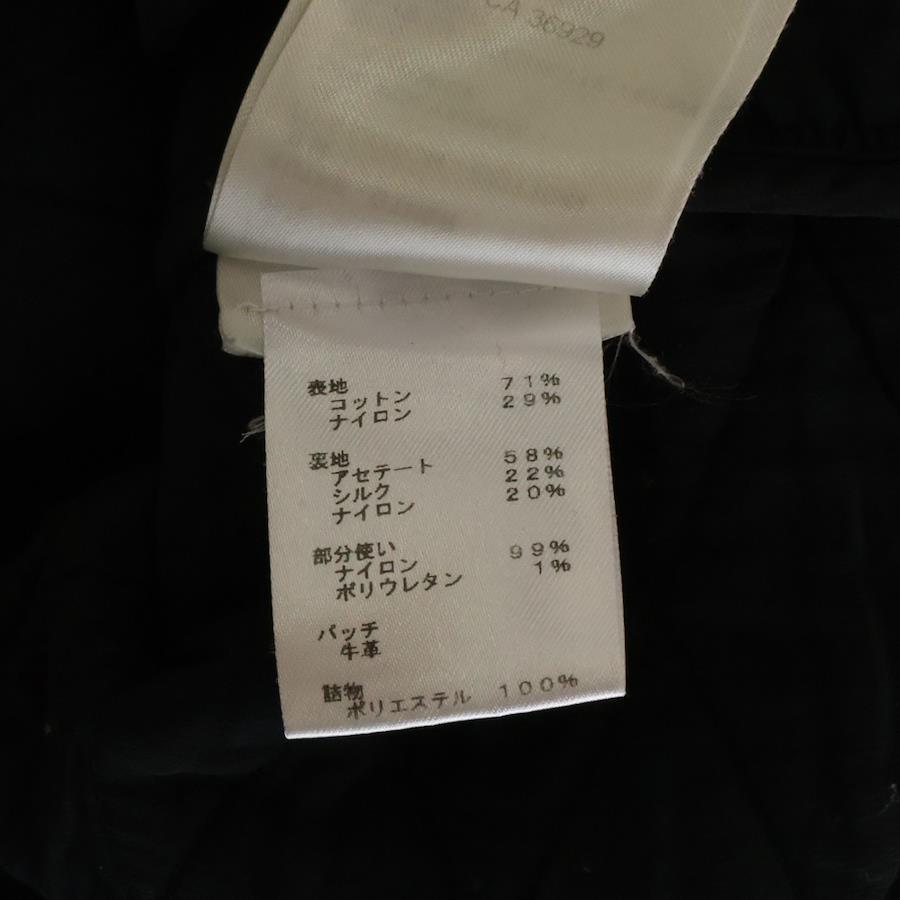 CA 36929
表地 71%
コットン 29%
ナイロン
裏地 58%
アセテート 22%
シルク 20%
ナイロン
部分使い 99%
ナイロン 1%
ポリウレタン
パッチ
牛革
詰物 100%
ポリエステル